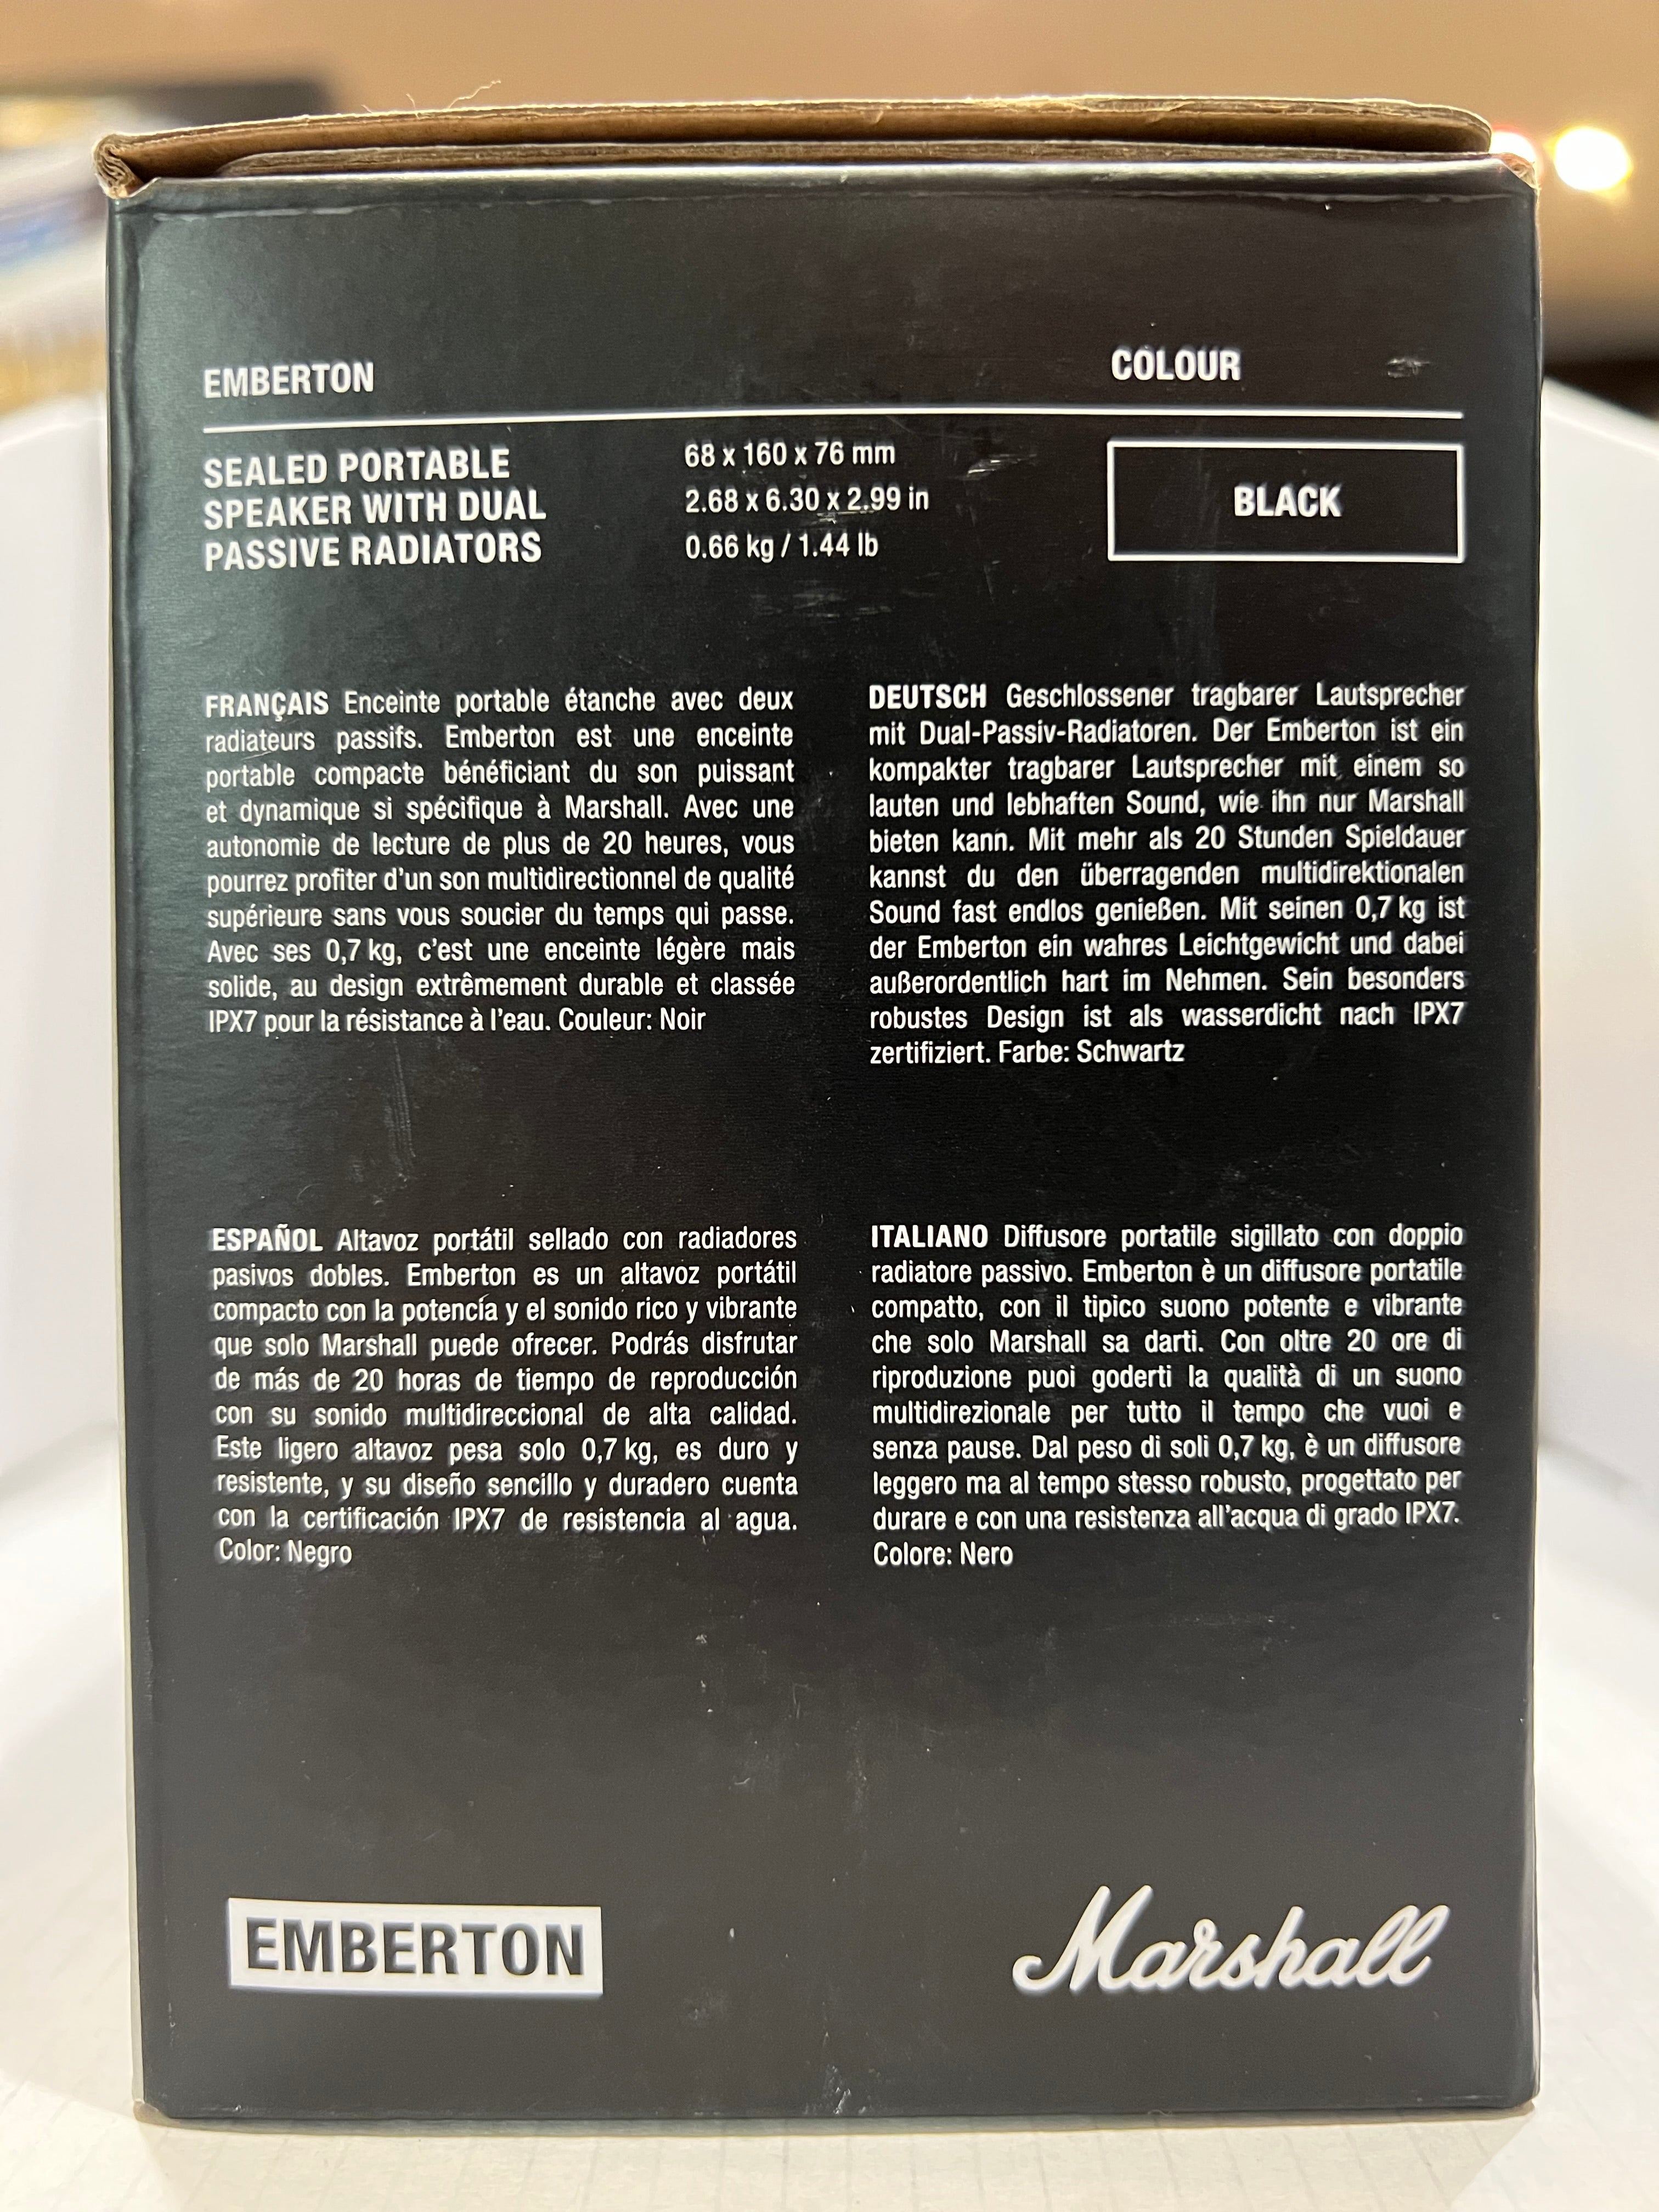 EMBERTON
COLOUR
SEALED PORTABLE
SPEAKER WITH DUAL
PASSIVE RADIATORS
68 x 160 x 76 mm
2.68 x 6.30 x 2.99 in
0.66 kg / 1.44 lb
BLACK
FRANÇAIS Enceinte portable étanche avec deux
radiateurs passifs. Emberton est une enceinte
portable compacte bénéficiant du son puissant
et dynamique si spécifique à Marshall. Avec une
autonomie de lecture de plus de 20 heures, vous
pourrez profiter d'un son multidirectionnel de qualité
supérieure sans vous soucier du temps qui passe.
Avec ses 0,7 kg, c'est une enceinte légère mais
solide, au design extrêmement durable et classée
IPX7 pour la résistance à l'eau. Couleur: Noir
DEUTSCH Geschlossener tragbarer Lautsprecher
mit Dual-Passiv-Radiatoren. Der Emberton ist ein
kompakter tragbarer Lautsprecher mit einem so
lauten und lebhaften Sound, wie ihn nur Marshall
bieten kann. Mit mehr als 20 Stunden Spieldauer
kannst du den überragenden multidirektionalen
Sound fast endlos genießen. Mit seinen 0,7 kg ist
der Emberton ein wahres Leichtgewicht und dabei
außerordentlich hart im Nehmen. Sein besonders
robustes Design ist als wasserdicht nach IPX7
zertifiziert. Farbe: Schwartz
ESPAÑOL Altavoz portátil sellado con radiadores
pasivos dobles. Emberton es un altavoz portátil
compacto con la potencia y el sonido rico y vibrante
que solo Marshall puede ofrecer. Podrás disfrutar
de más de 20 horas de tiempo de reproducción
con su sonido multidireccional de alta calidad.
Este ligero altavoz pesa solo 0,7 kg, es duro y
resistente, y su diseño sencillo y duradero cuenta
con la certificación IPX7 de resistencia al agua.
Color: Negro
ITALIANO Diffusore portatile sigillato con doppio
radiatore passivo. Emberton è un diffusore portatile
compatto, con il tipico suono potente e vibrante
che solo Marshall sa darti. Con oltre 20 ore di
riproduzione puoi goderti la qualità di un suono
multidirezionale per tutto il tempo che vuoi e
senza pause. Dal peso di soli 0,7 kg, è un diffusore
leggero ma al tempo stesso robusto, progettato per
durare e con una resistenza all'acqua di grado IPX7.
Colore: Nero
EMBERTON
Marshall